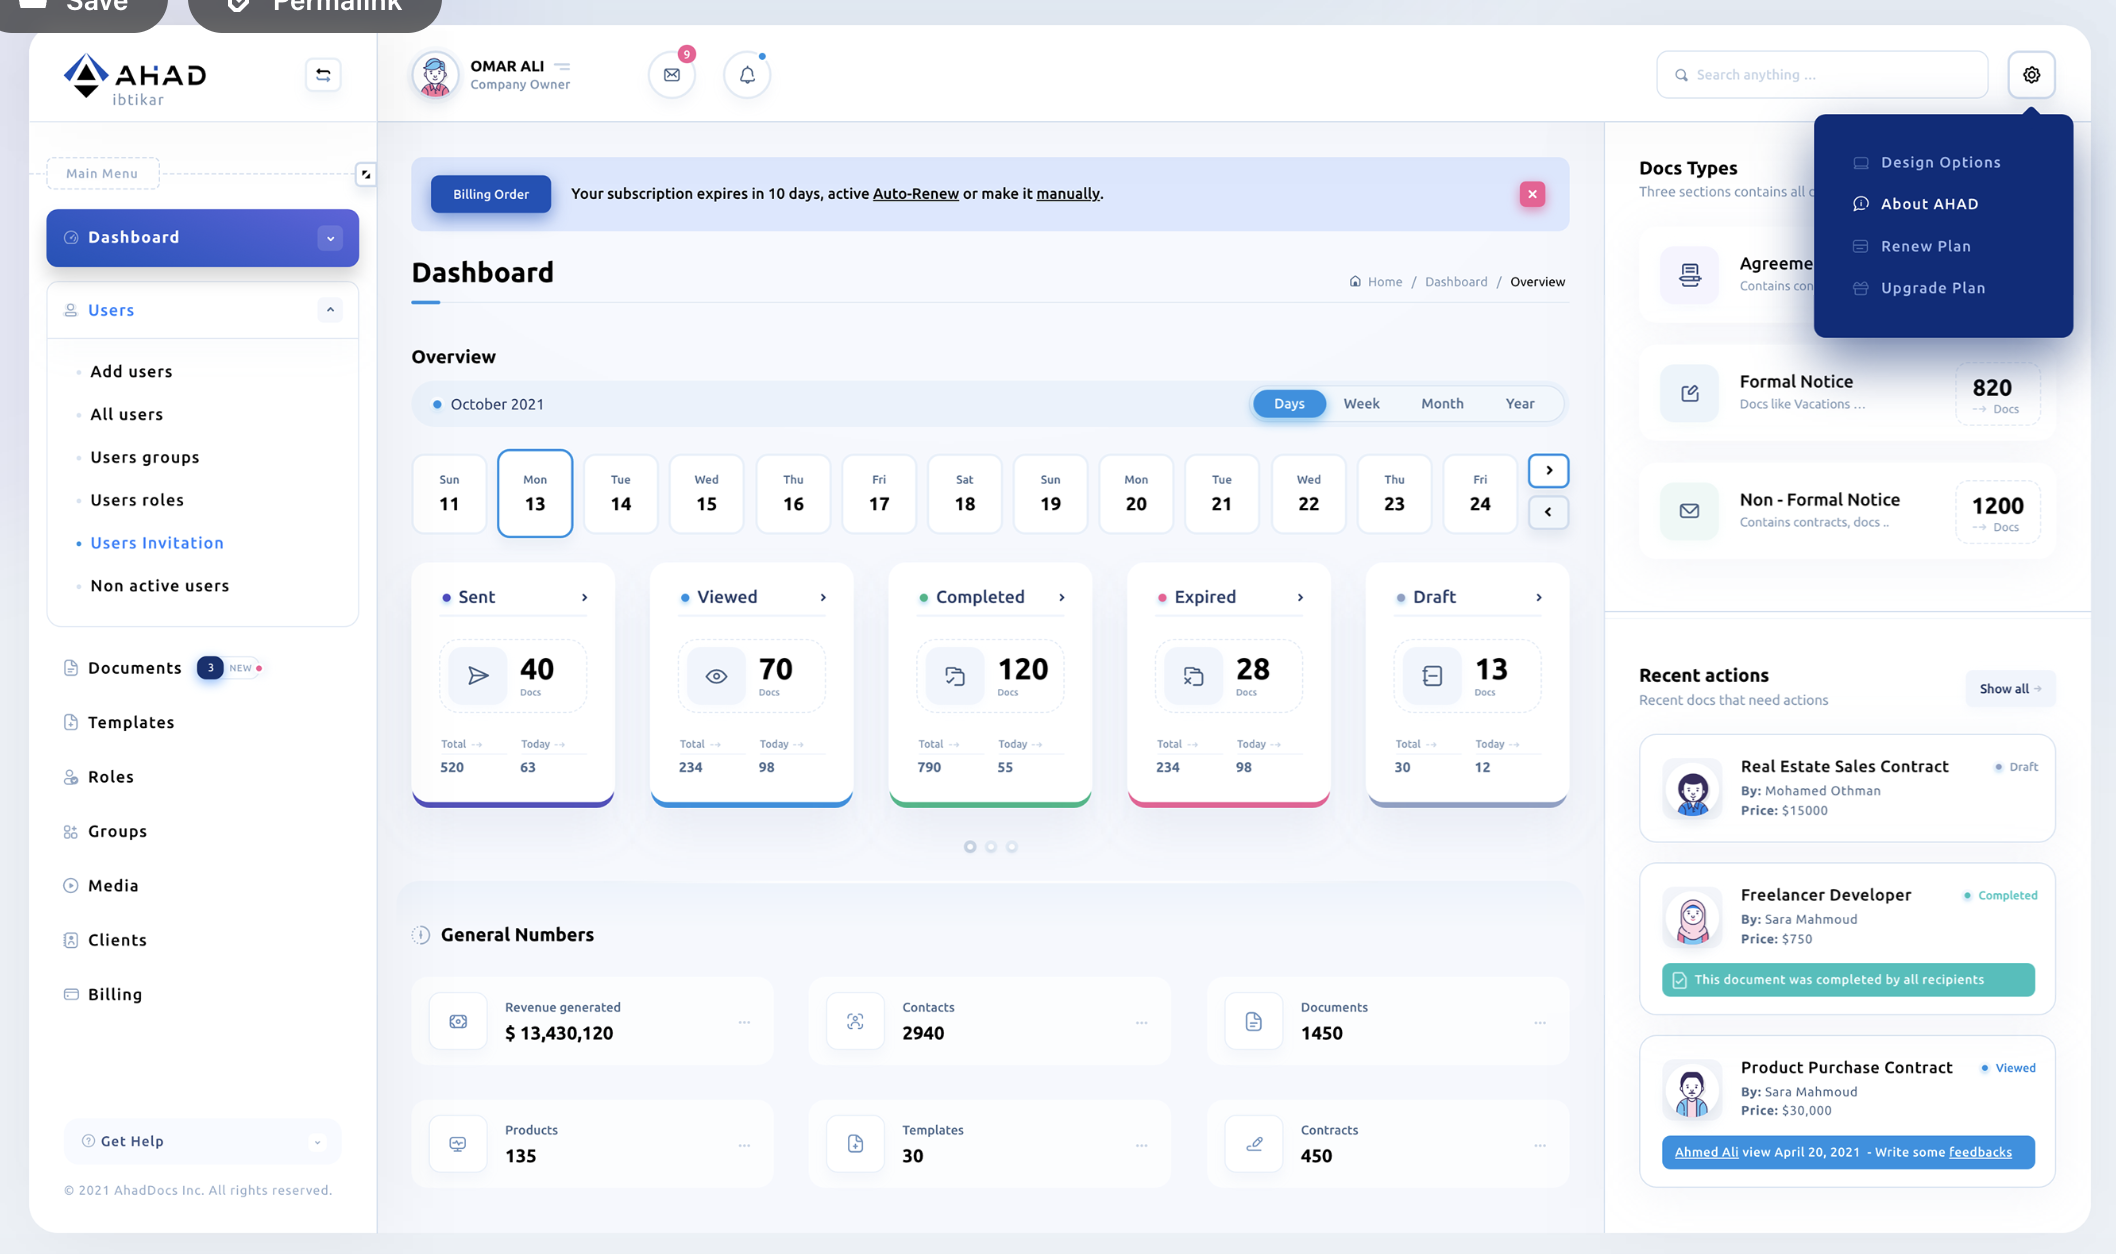 Save
Permalink
AHAD
ibtikar
OMAR ALI
Company Owner
9
Search anything ...
Main Menu
Dashboard
Users
Add users
All users
Users groups
Users roles
Users Invitation
Non active users
Documents
3
NEW
Templates
Roles
Groups
Media
Clients
Billing
Get Help
© 2021 AhadDocs Inc. All rights reserved.
Billing Order
Your subscription expires in 10 days, active Auto-Renew or make it manually.
Dashboard
Home / Dashboard / Overview
Overview
October 2021
Days
Week
Month
Year
Sun
11
Mon
13
Tue
14
Wed
15
Thu
16
Fri
17
Sat
18
Sun
19
Mon
20
Tue
21
Wed
22
Thu
23
Fri
24
Sent
40
Docs
Total
520
Today
63
Viewed
70
Docs
Total
234
Today
98
Completed
120
Docs
Total
790
Today
55
Expired
28
Docs
Total
234
Today
98
Draft
13
Docs
Total
30
Today
12
General Numbers
Revenue generated
$ 13,430,120
Contacts
2940
Documents
1450
Products
135
Templates
30
Contracts
450
Design Options
About AHAD
Renew Plan
Upgrade Plan
Docs Types
Three sections contains all
Agreeme
Contains con
Formal Notice
Docs like Vacations ...
820
Docs
Non - Formal Notice
Contains contracts, docs ..
1200
Docs
Recent actions
Recent docs that need actions
Show all
Real Estate Sales Contract
Draft
By: Mohamed Othman
Price: $15000
Freelancer Developer
Completed
By: Sara Mahmoud
Price: $750
This document was completed by all recipients
Product Purchase Contract
Viewed
By: Sara Mahmoud
Price: $30,000
Ahmed Ali view April 20, 2021 - Write some feedbacks